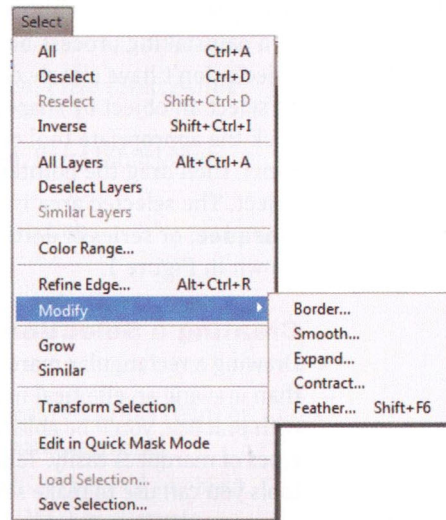 Select
All Ctrl+A
Deselect Ctrl+D
Reselect Shift+Ctrl+D
Inverse Shift+Ctrl+I
All Layers Alt+Ctrl+A
Deselect Layers
Similar Layers
Color Range...
Refine Edge... Alt+Ctrl+R
Modify
Border...
Smooth...
Expand...
Contract...
Feather... Shift+F6
Grow
Similar
Transform Selection
Edit in Quick Mask Mode
Load Selection...
Save Selection...